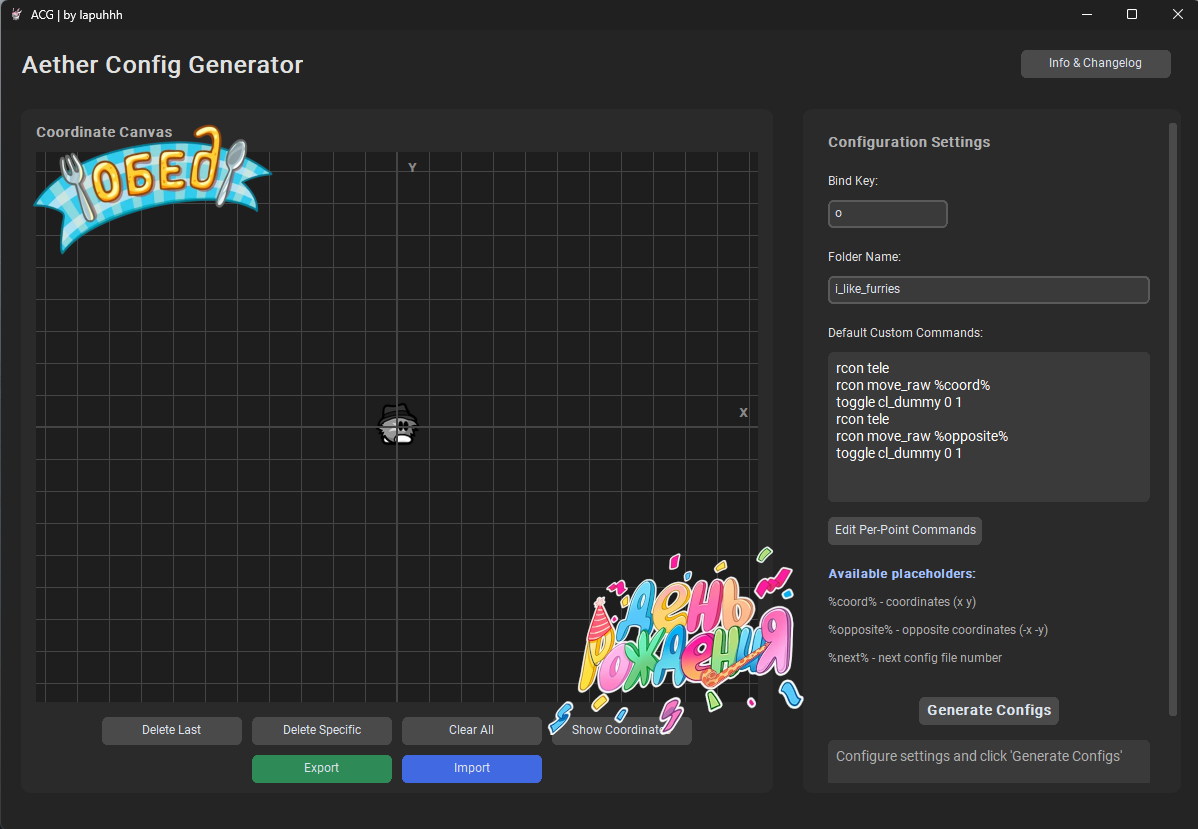 ACG | by lapuhhh
Aether Config Generator
Info & Changelog
Coordinate Canvas
ОБЕД
Y
X
ДЕНЬ
РОЖДЕНИЯ
Delete Last
Delete Specific
Clear All
Show Coordinat
Export
Import
Configuration Settings
Bind Key:
o
Folder Name:
i_like_furries
Default Custom Commands:
rcon tele
rcon move_raw %coord%
toggle cl_dummy 0 1
rcon tele
rcon move_raw %opposite%
toggle cl_dummy 0 1
Edit Per-Point Commands
Available placeholders:
%coord% - coordinates (x y)
%opposite% - opposite coordinates (-x -y)
%next% - next config file number
Generate Configs
Configure settings and click 'Generate Configs'